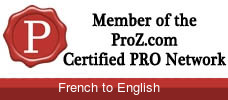 P
Member of the
ProZ.com
Certified PRO Network
French to English